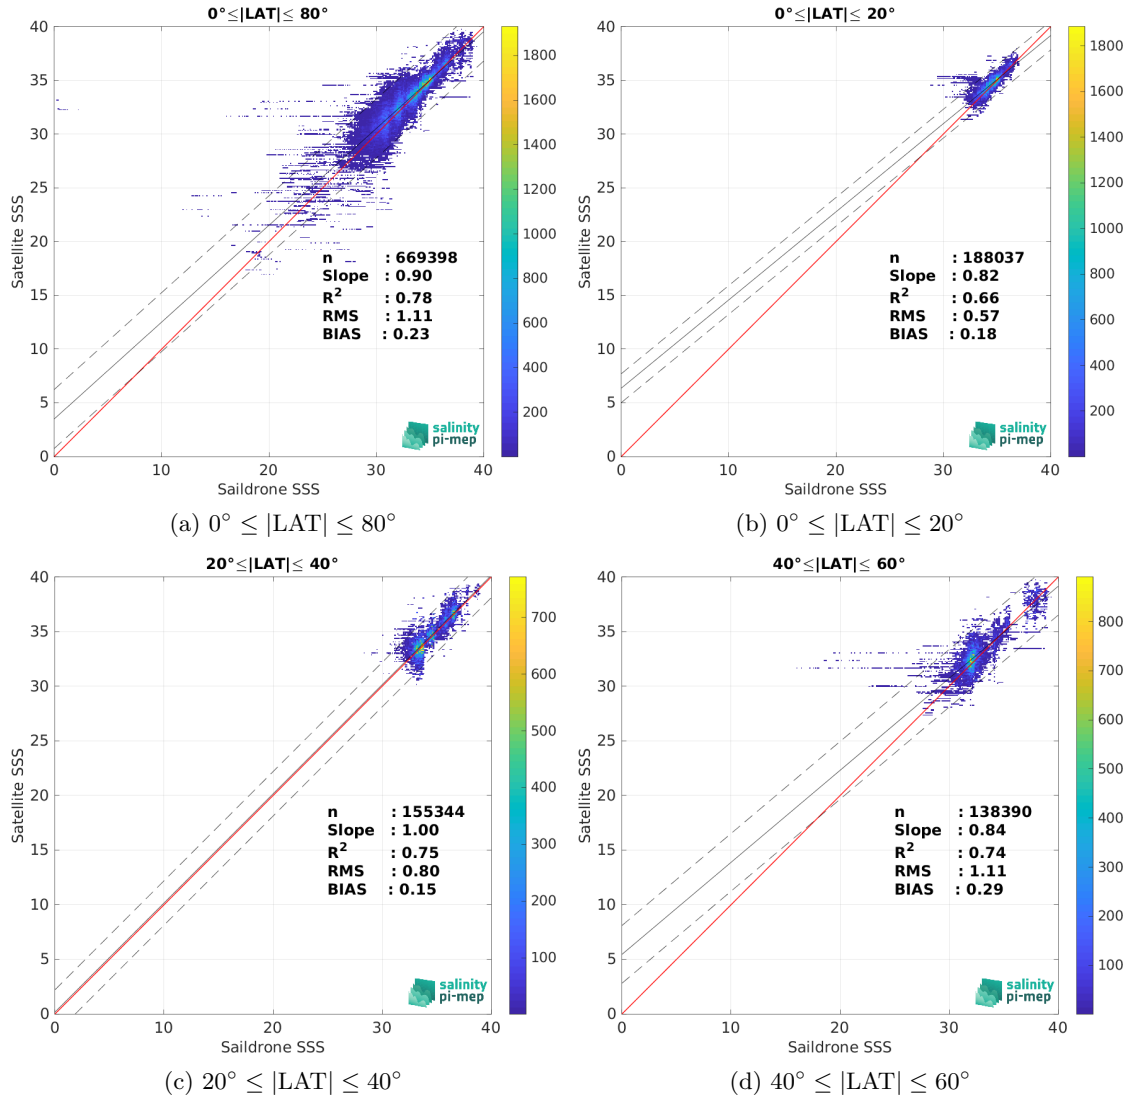 0°≤|LAT|≤ 80°
Satellite SSS
40
35
30
25
20
15
10
5
0
0
10
20
30
40
Saildrone SSS
n : 669398
Slope : 0.90
R² : 0.78
RMS : 1.11
BIAS : 0.23
salinity
pi-mep
1800
1600
1400
1200
1000
800
600
400
200
(a) 0° ≤ |LAT| ≤ 80°
0°≤|LAT|≤ 20°
Satellite SSS
40
35
30
25
20
15
10
5
0
0
10
20
30
40
Saildrone SSS
n : 188037
Slope : 0.82
R² : 0.66
RMS : 0.57
BIAS : 0.18
salinity
pi-mep
1800
1600
1400
1200
1000
800
600
400
200
(b) 0° ≤ |LAT| ≤ 20°
20°≤|LAT|≤ 40°
Satellite SSS
40
35
30
25
20
15
10
5
0
0
10
20
30
40
Saildrone SSS
n : 155344
Slope : 1.00
R² : 0.75
RMS : 0.80
BIAS : 0.15
salinity
pi-mep
700
600
500
400
300
200
100
(c) 20° ≤ |LAT| ≤ 40°
40°≤|LAT|≤ 60°
Satellite SSS
40
35
30
25
20
15
10
5
0
0
10
20
30
40
Saildrone SSS
n : 138390
Slope : 0.84
R² : 0.74
RMS : 1.11
BIAS : 0.29
salinity
pi-mep
800
700
600
500
400
300
200
100
(d) 40° ≤ |LAT| ≤ 60°